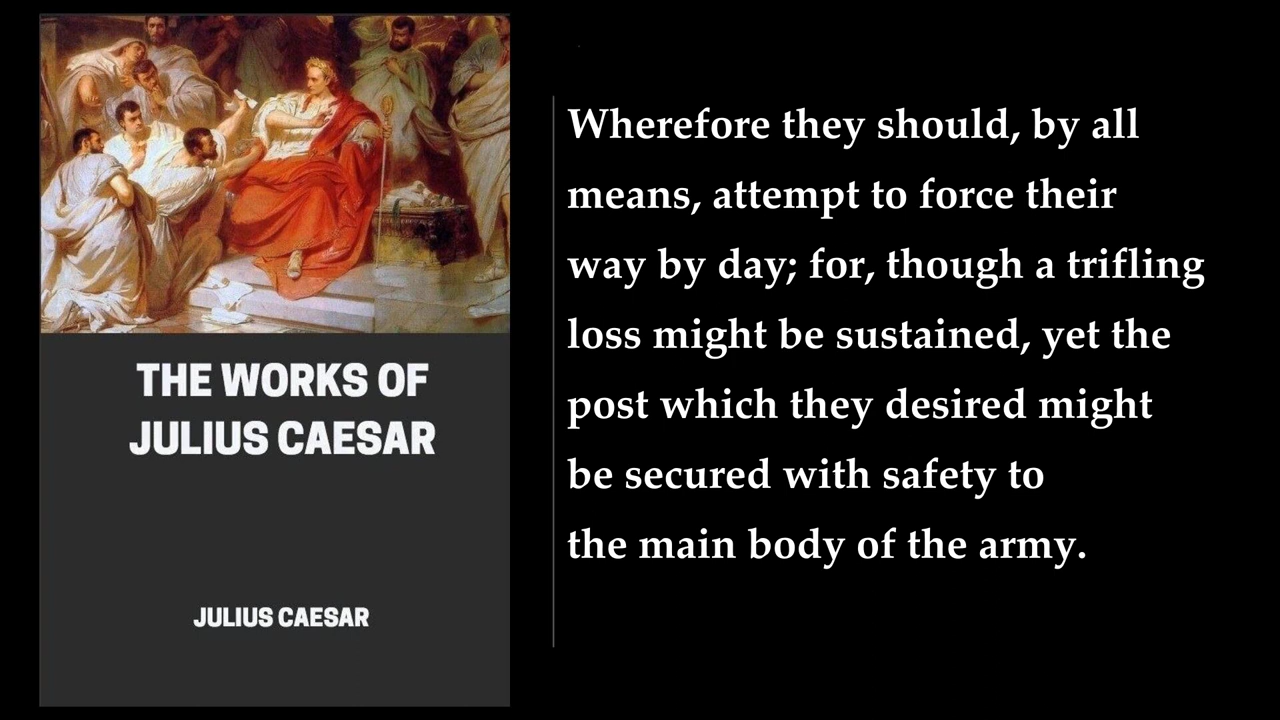 THE WORKS OF
JULIUS CAESAR
JULIUS CAESAR
Wherefore they should, by all
means, attempt to force their
way by day; for, though a trifling
loss might be sustained, yet the
post which they desired might
be secured with safety to
the main body of the army.